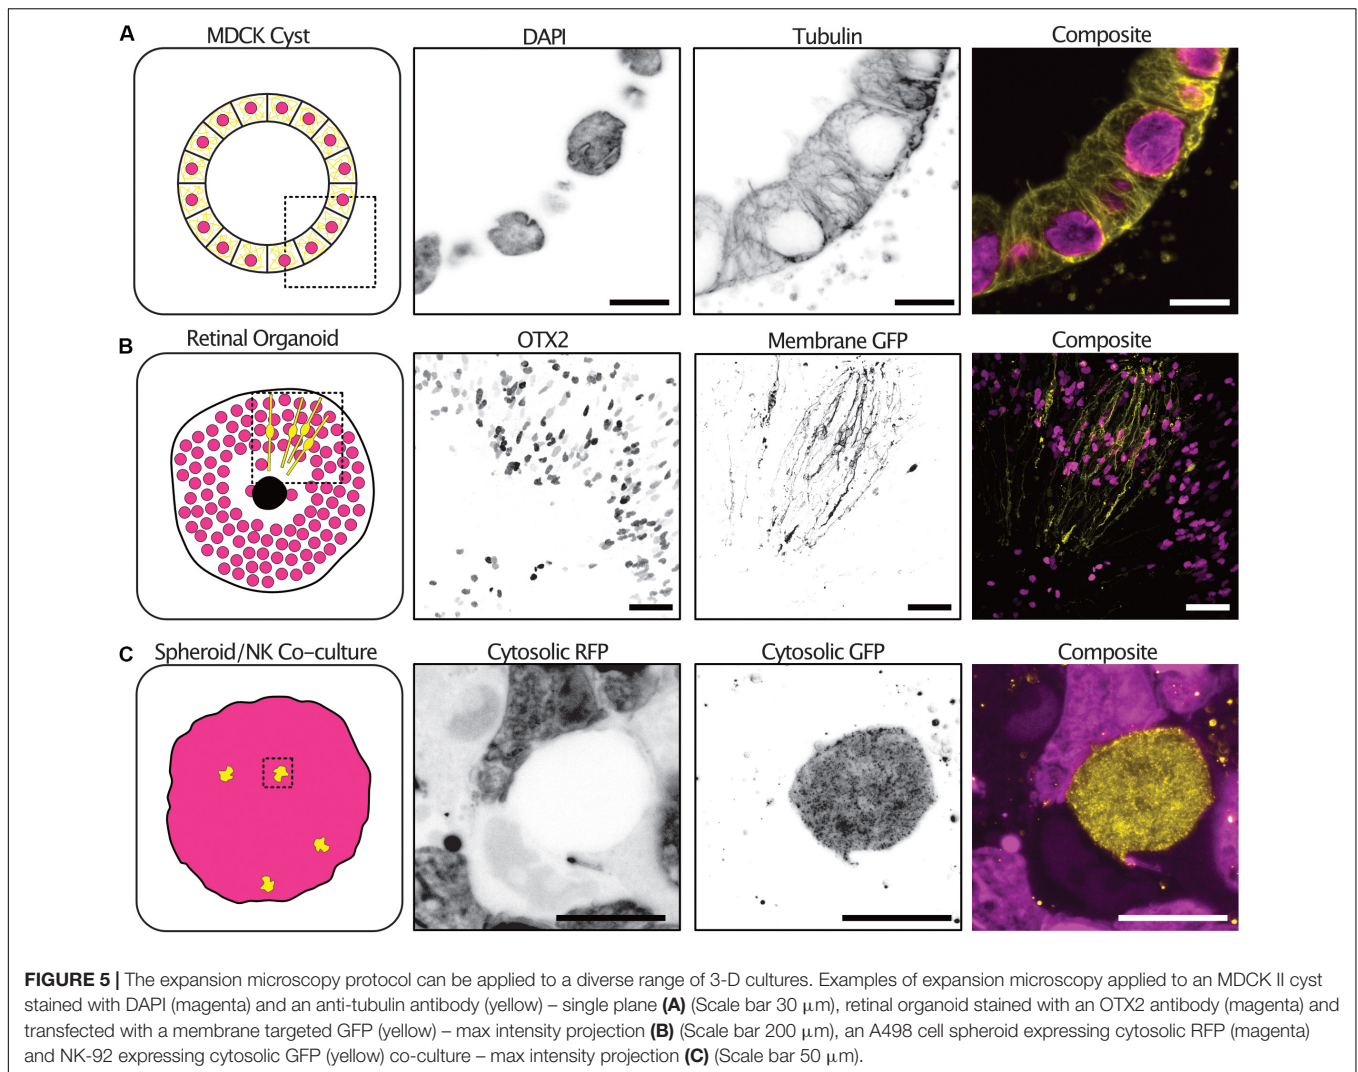 A
MDCK Cyst
DAPI
Tubulin
Composite
B
Retinal Organoid
OTX2
Membrane GFP
Composite
C
Spheroid/NK Co-culture
Cytosolic RFP
Cytosolic GFP
Composite
FIGURE 5 | The expansion microscopy protocol can be applied to a diverse range of 3-D cultures. Examples of expansion microscopy applied to an MDCK II cyst
stained with DAPI (magenta) and an anti-tubulin antibody (yellow) – single plane (A) (Scale bar 30 μm), retinal organoid stained with an OTX2 antibody (magenta) and
transfected with a membrane targeted GFP (yellow) – max intensity projection (B) (Scale bar 200 μm), an A498 cell spheroid expressing cytosolic RFP (magenta)
and NK-92 expressing cytosolic GFP (yellow) co-culture – max intensity projection (C) (Scale bar 50 μm).